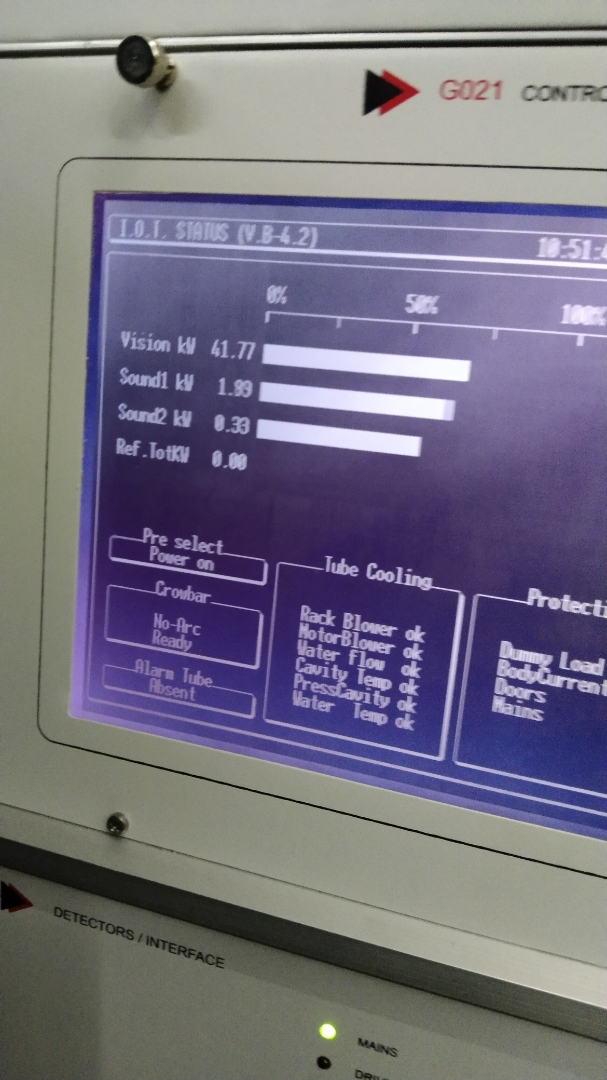 G021 CONTRO
I.O.T. STATUS (V.B-4.2) 10:51:4
0% 50% 100%
Vision kW 41.77
Sound1 kW 1.99
Sound2 kW 0.33
Ref.TotKW 0.00
Pre select
Power on
Crowbar
No-Arc
Ready
Alarm Tube
Absent
Tube Cooling
Rack Blower ok
MotorBlower ok
Water flow ok
Cavity Temp ok
PressCavity ok
Water Temp ok
Protecti
Dummy Load
BodyCurrent
Doors
Mains
DETECTORS / INTERFACE
MAINS
DRI